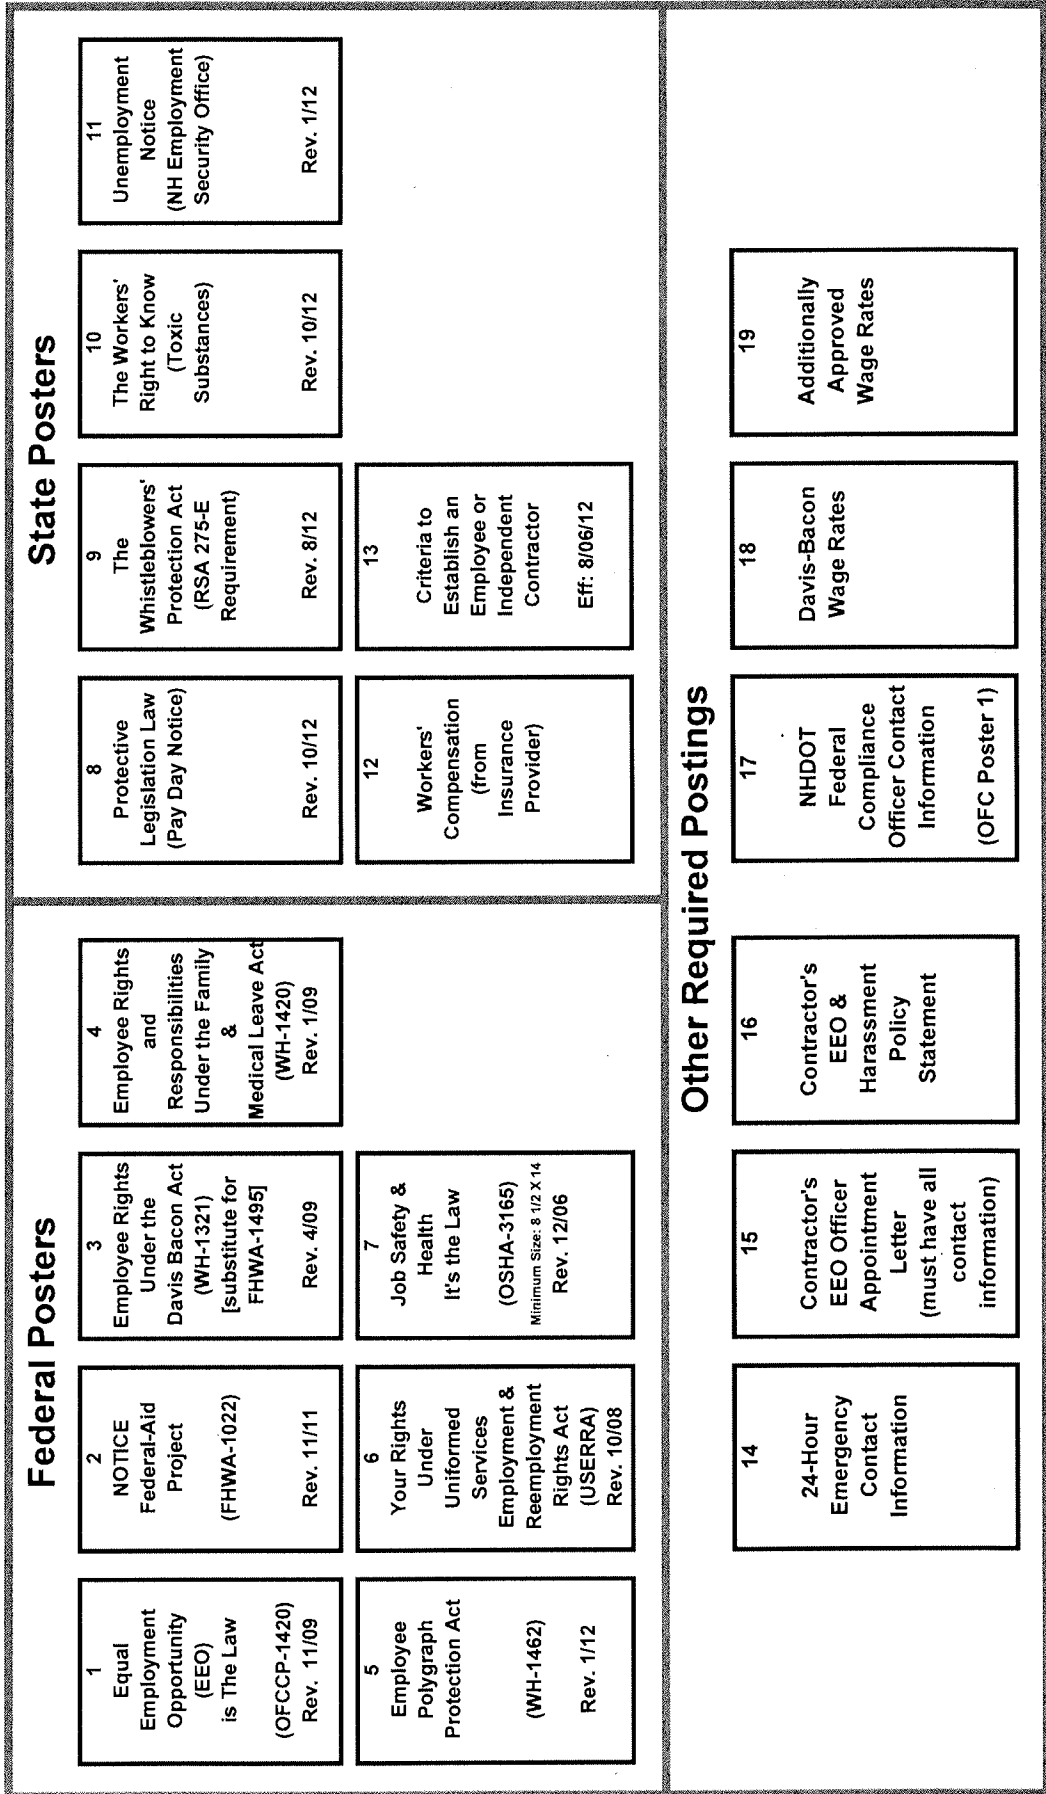 Federal Posters
1
Equal
Employment
Opportunity
(EEO)
is The Law
(OFCCP-1420)
Rev. 11/09
2
NOTICE
Federal-Aid
Project
(FHWA-1022)
Rev. 11/11
3
Employee Rights
Under the
Davis Bacon Act
(WH-1321)
[substitute for
FHWA-1495]
Rev. 4/09
4
Employee Rights
and
Responsibilities
Under the Family
&
Medical Leave Act
(WH-1420)
Rev. 1/09
5
Employee
Polygraph
Protection Act
(WH-1462)
Rev. 1/12
6
Your Rights
Under
Uniformed
Services
Employment &
Reemployment
Rights Act
(USERRA)
Rev. 10/08
7
Job Safety &
Health
It's the Law
(OSHA-3165)
Minimum Size: 8 1/2 X 14
Rev. 12/06
State Posters
8
Protective
Legislation Law
(Pay Day Notice)
Rev. 10/12
9
The
Whistleblowers'
Protection Act
(RSA 275-E
Requirement)
Rev. 8/12
10
The Workers'
Right to Know
(Toxic
Substances)
Rev. 10/12
11
Unemployment
Notice
(NH Employment
Security Office)
Rev. 1/12
12
Workers'
Compensation
(from
Insurance
Provider)
13
Criteria to
Establish an
Employee or
Independent
Contractor
Eff: 8/06/12
Other Required Postings
14
24-Hour
Emergency
Contact
Information
15
Contractor's
EEO Officer
Appointment
Letter
(must have all
contact
information)
16
Contractor's
EEO &
Harassment
Policy
Statement
17
NHDOT
Federal
Compliance
Officer Contact
Information
(OFC Poster 1)
18
Davis-Bacon
Wage Rates
19
Additionally
Approved
Wage Rates